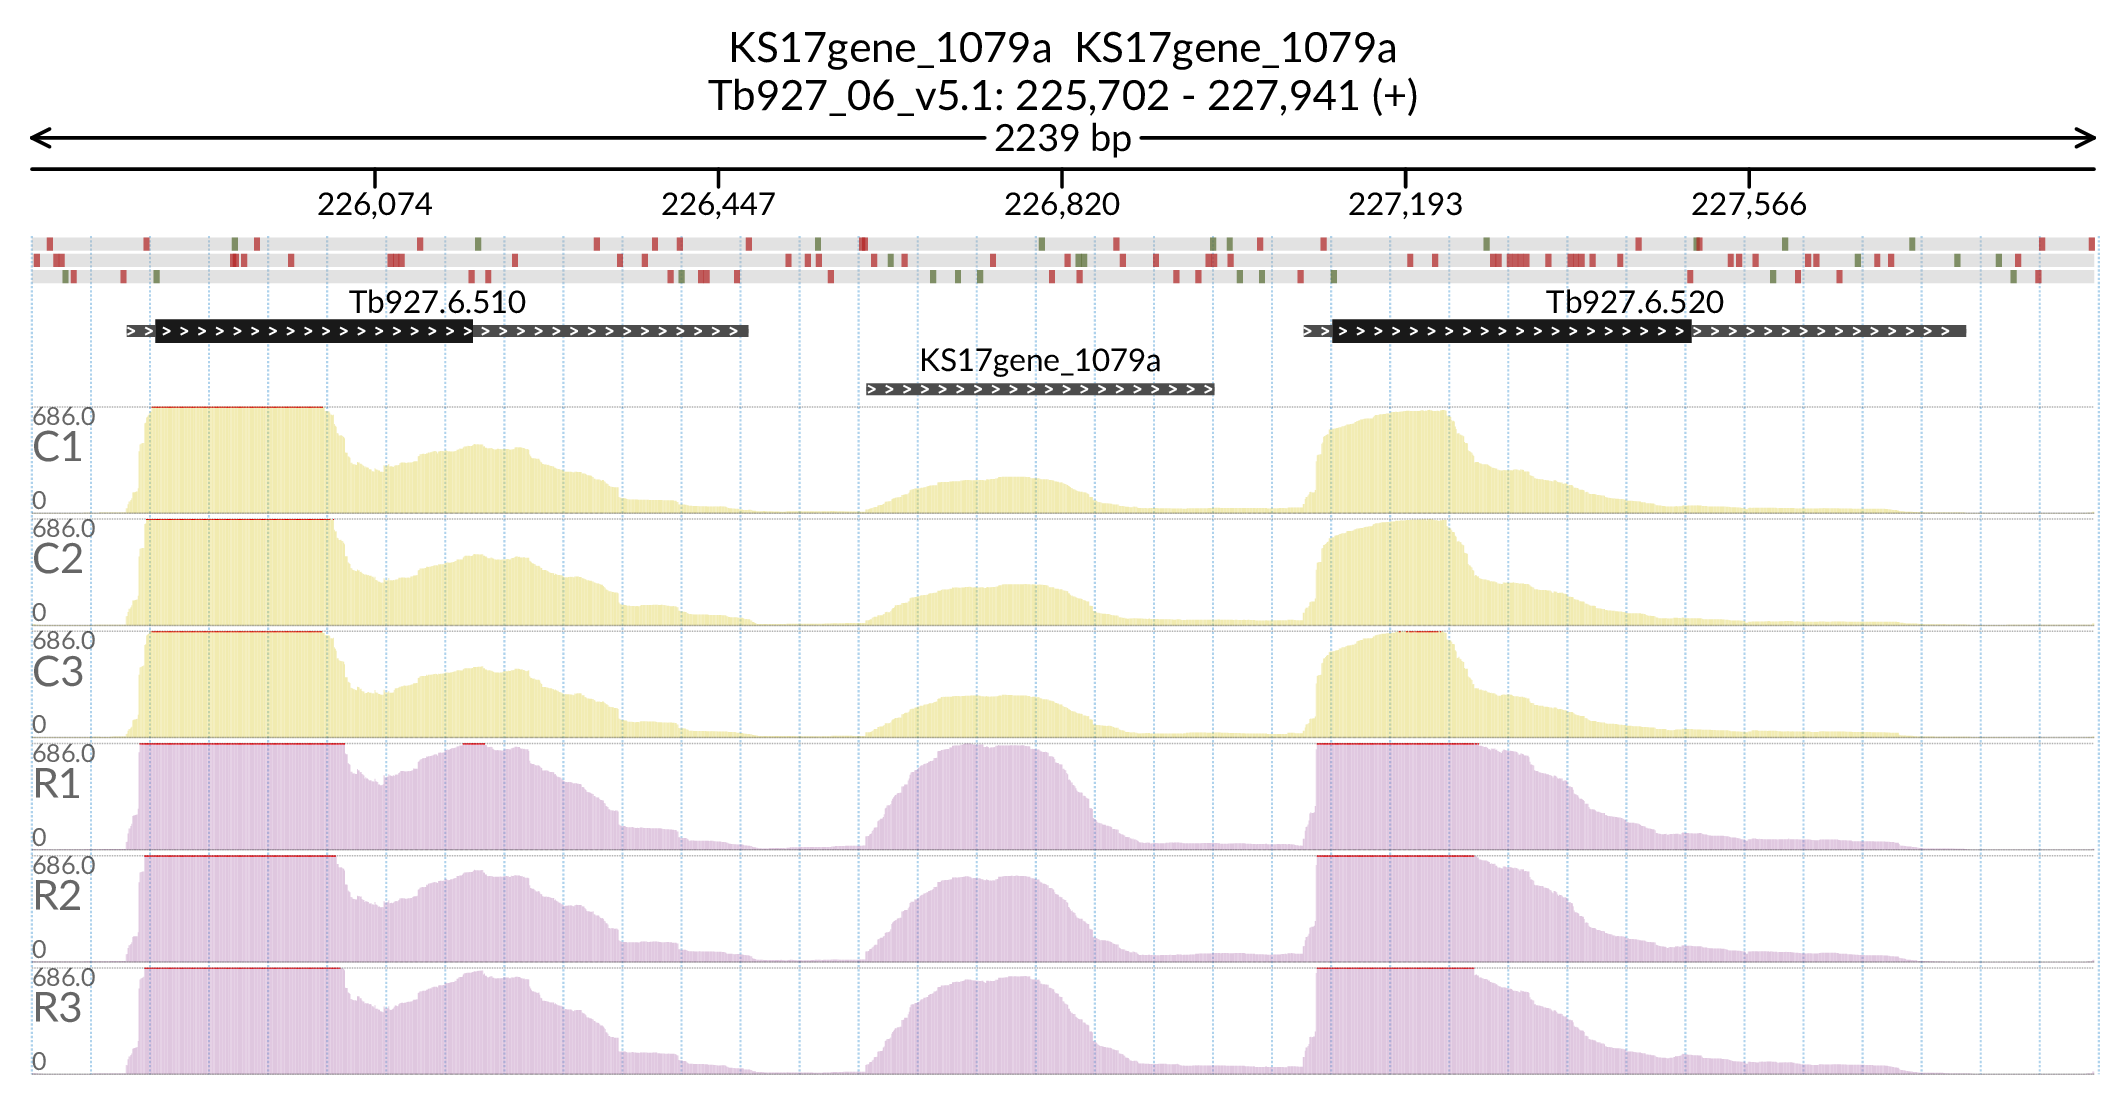 KS17gene_1079a KS17gene_1079a
Tb927_06_v5.1: 225,702 - 227,941 (+)
2239 bp
226,074 226,447 226,820 227,193 227,566
Tb927.6.510 Tb927.6.520
KS17gene_1079a
686.0
C1
0
686.0
C2
0
686.0
C3
0
686.0
R1
0
686.0
R2
0
686.0
R3
0